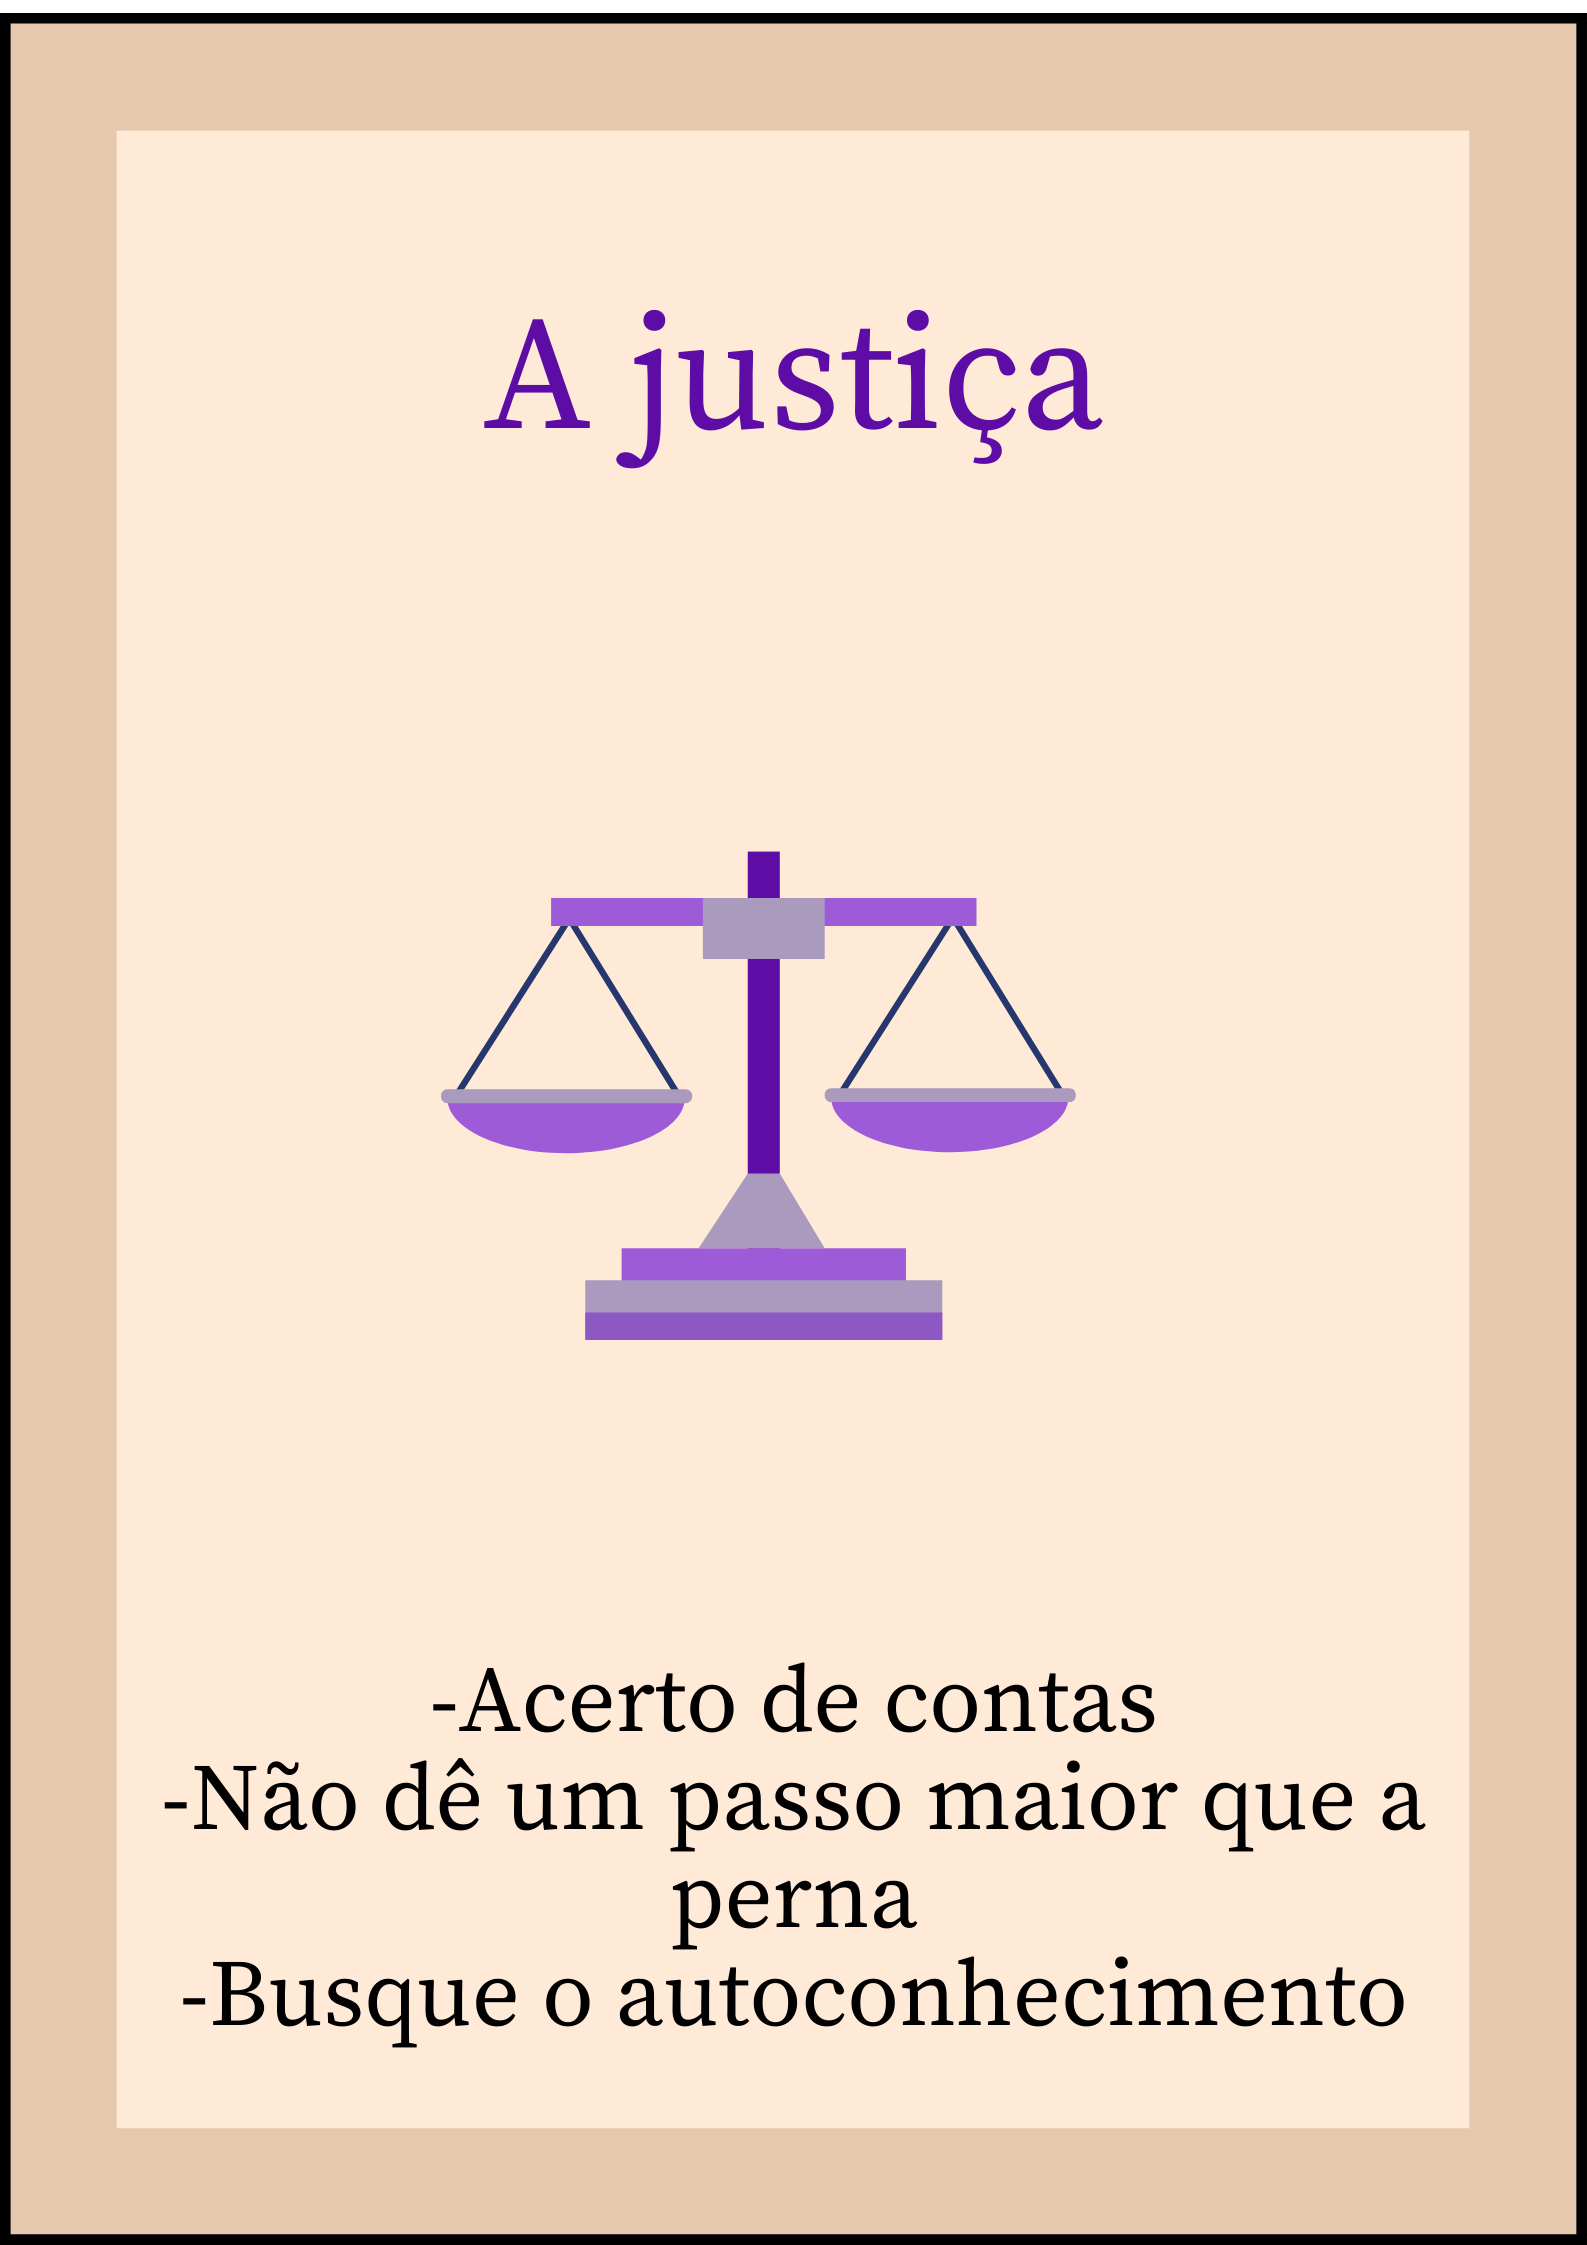 A justiça
-Acerto de contas
-Não dê um passo maior que a
perna
-Busque o autoconhecimento